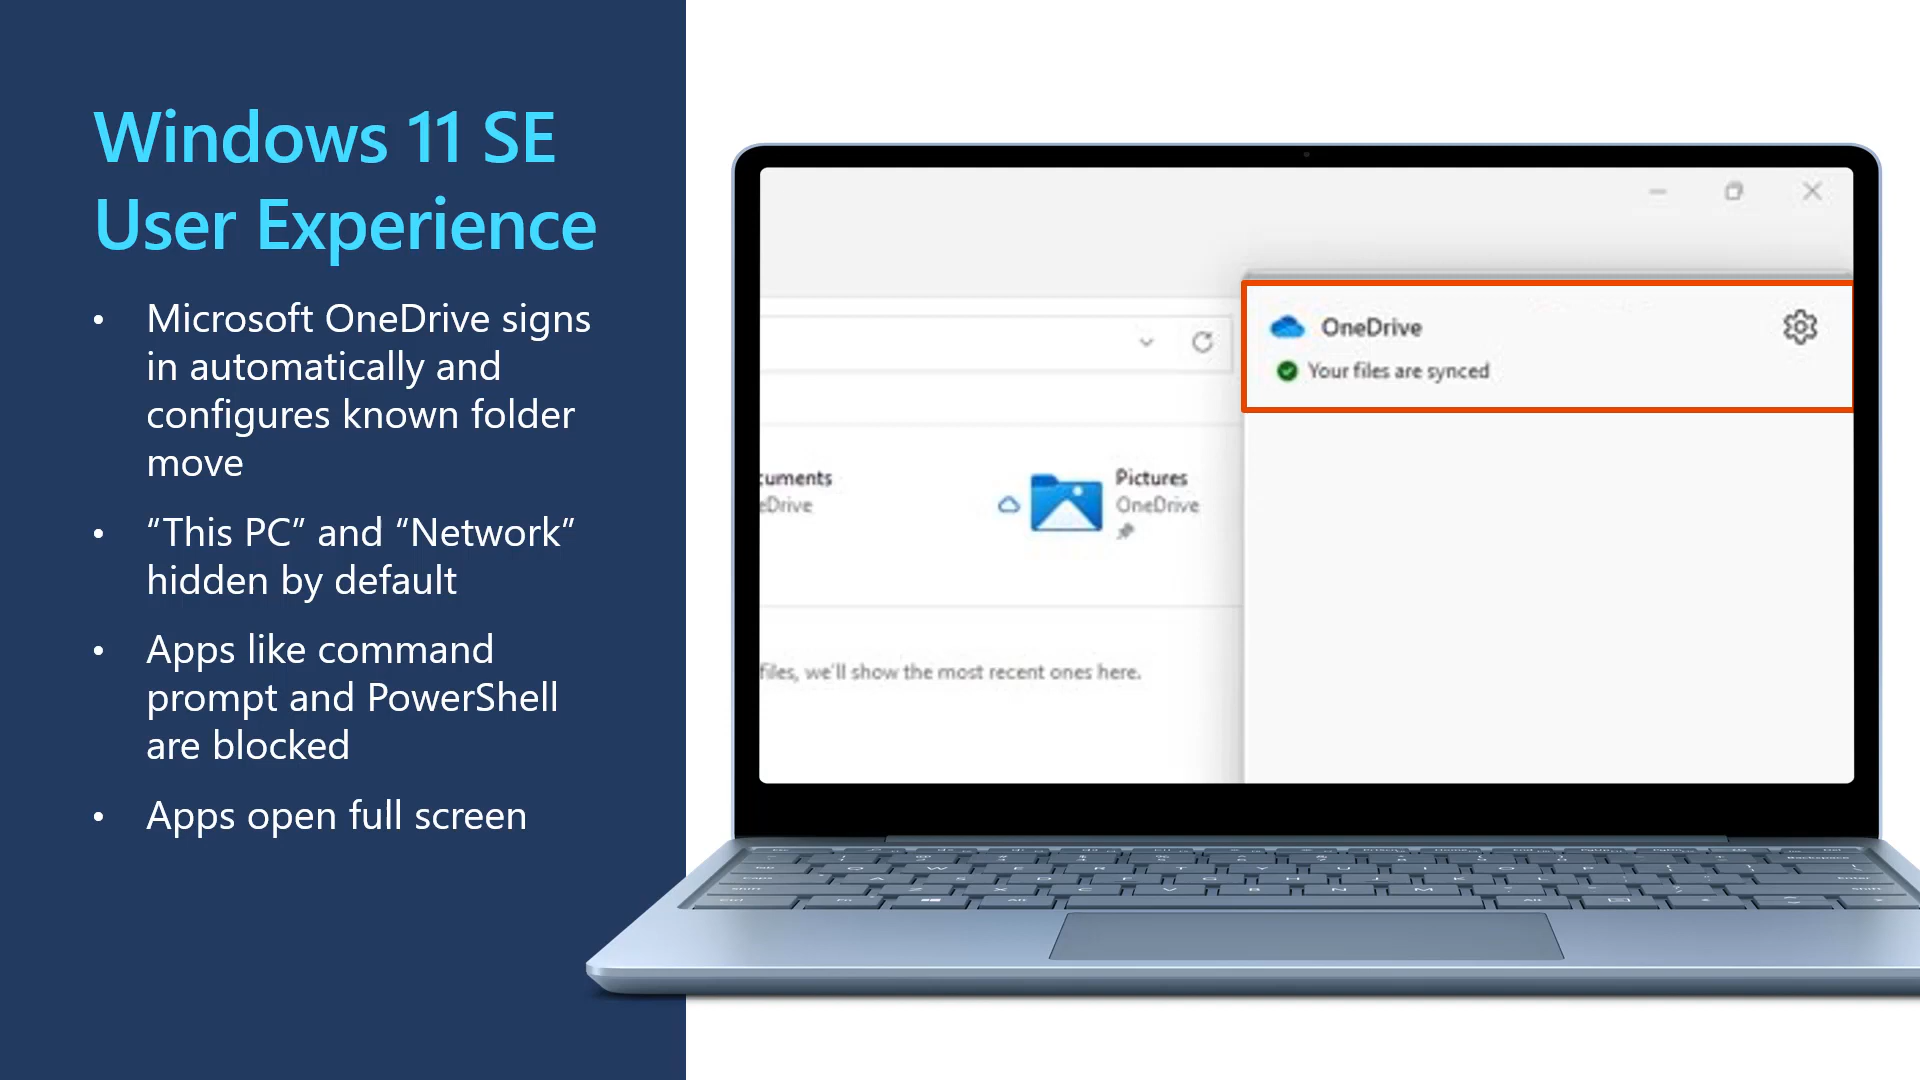 Windows 11 SE
User Experience
• Microsoft OneDrive signs
in automatically and
configures known folder
move
• “This PC” and “Network”
hidden by default
• Apps like command
prompt and PowerShell
are blocked
• Apps open full screen
OneDrive
Your files are synced
cuments
eDrive
Pictures
OneDrive
files, we'll show the most recent ones here.